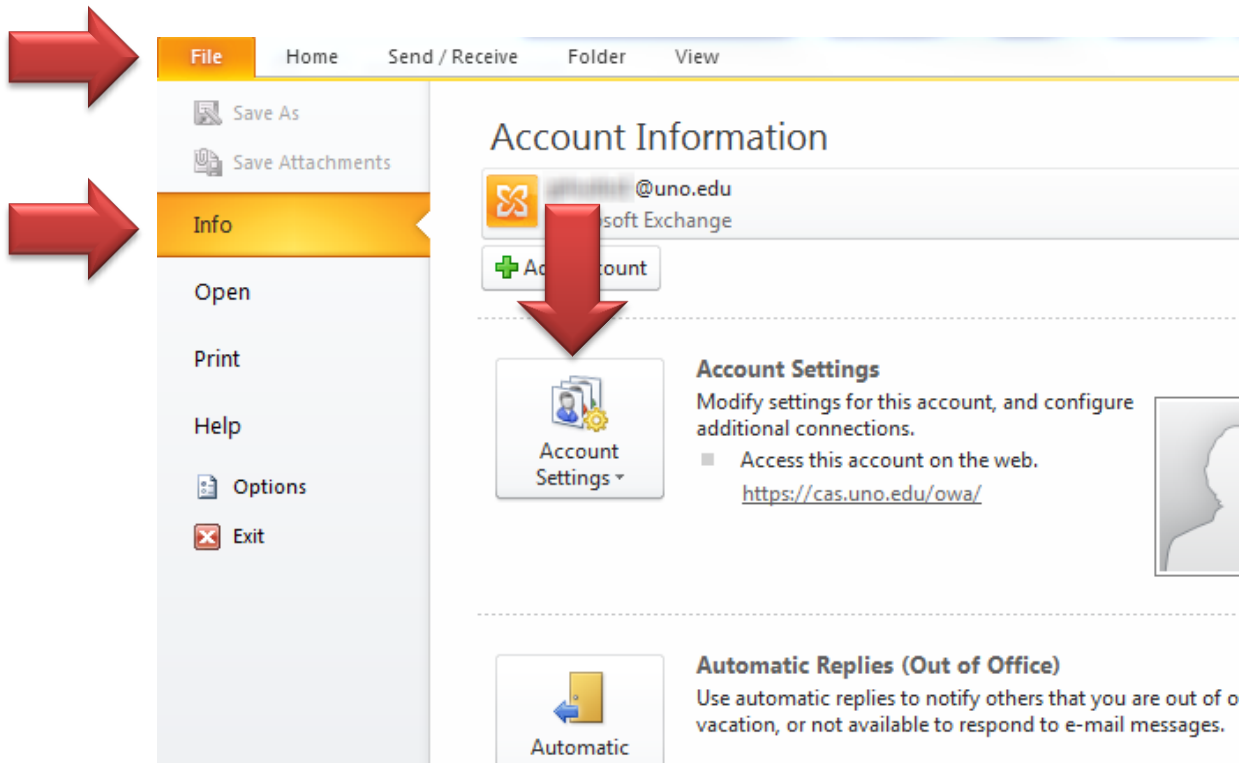 File Home Send / Receive Folder View
Save As
Save Attachments
Info
Open
Print
Help
Options
Exit
Account Information
@uno.edu
soft Exchange
Account Settings
Account Settings
Modify settings for this account, and configure
additional connections.
Access this account on the web.
https://cas.uno.edu/owa/
Automatic
Automatic Replies (Out of Office)
Use automatic replies to notify others that you are out of o
vacation, or not available to respond to e-mail messages.